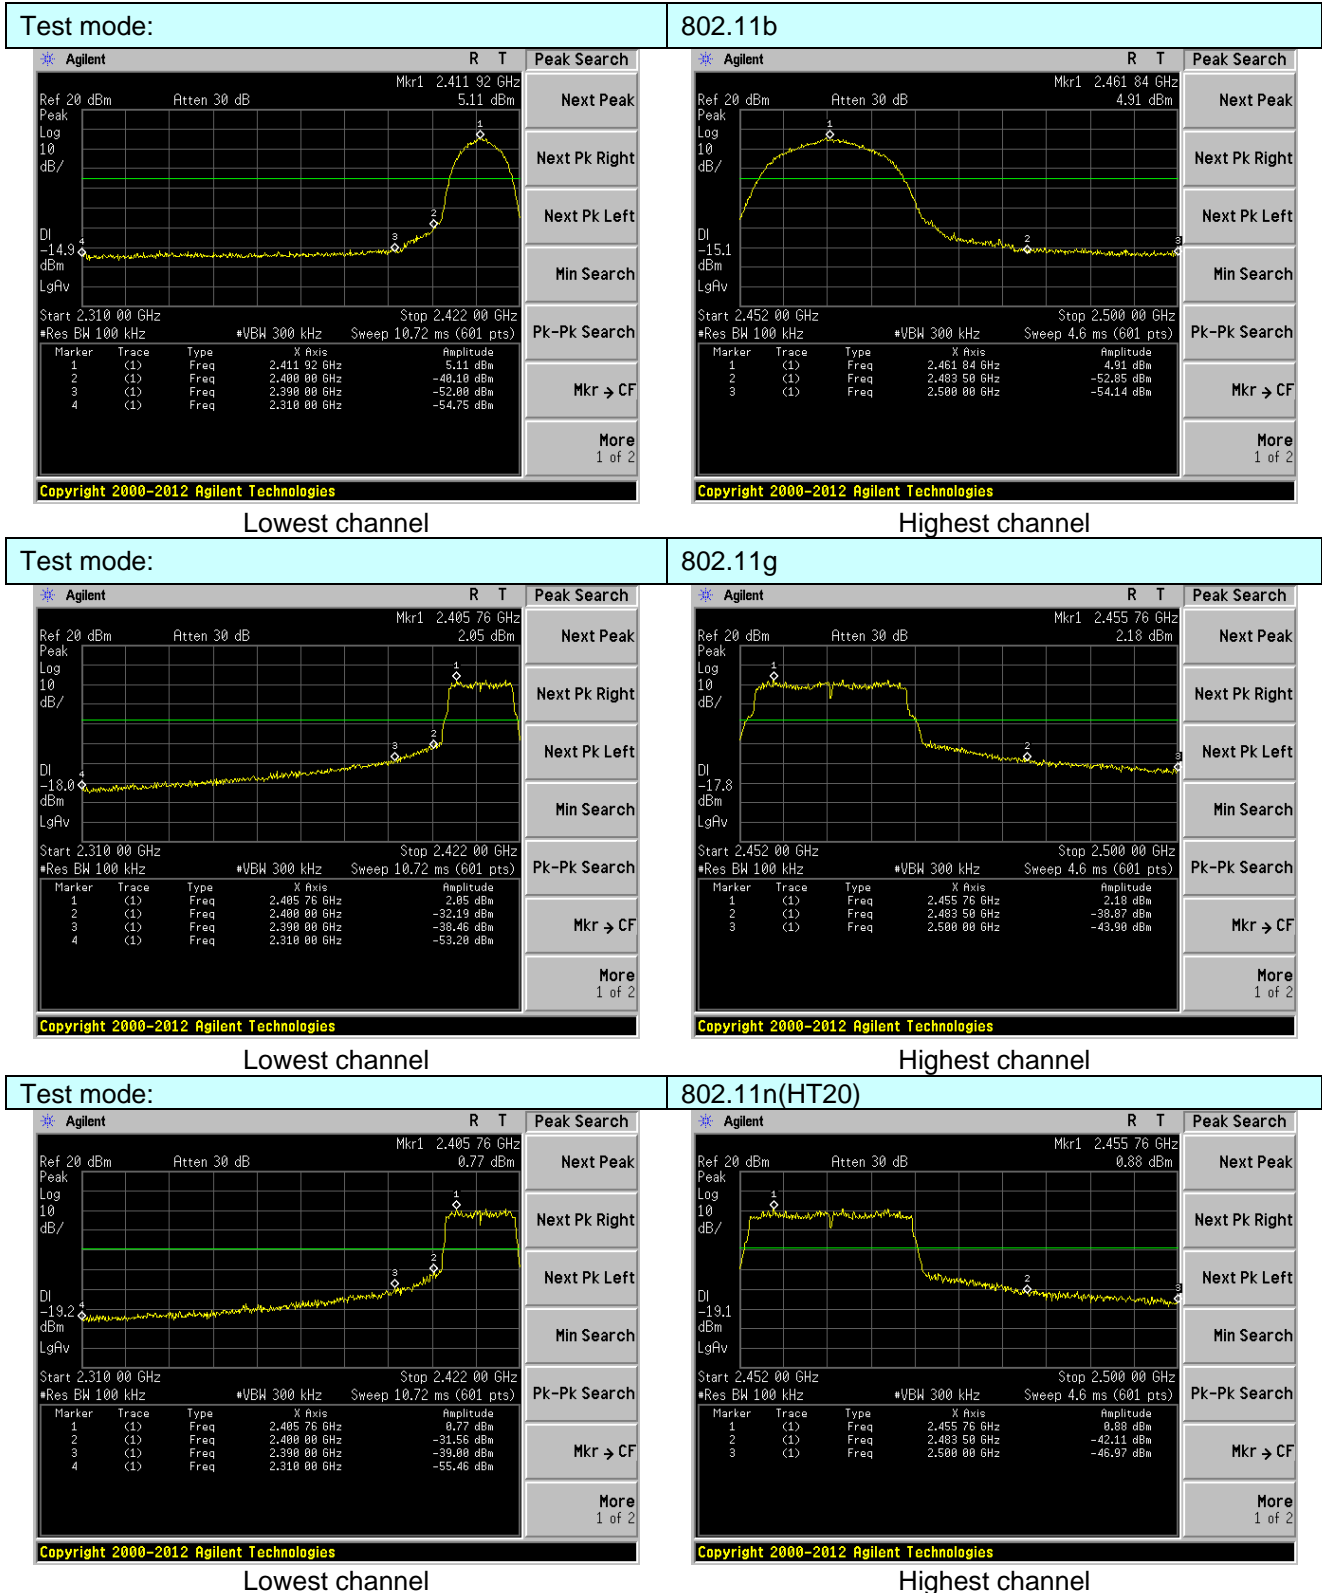 Test mode: 802.11b
Agilent R T Peak Search
Mkr1 2.411 92 GHz
Ref 20 dBm Atten 30 dB 5.11 dBm
Peak
Log
10
dB/
1
2
3
4
DI
-14.9
dBm
LgAv
Start 2.310 00 GHz Stop 2.422 00 GHz
#Res BW 100 kHz #VBW 300 kHz Sweep 10.72 ms (601 pts)
Marker Trace Type X Axis Amplitude
1 (1) Freq 2.411 92 GHz 5.11 dBm
2 (1) Freq 2.400 00 GHz -40.10 dBm
3 (1) Freq 2.390 00 GHz -52.00 dBm
4 (1) Freq 2.310 00 GHz -54.75 dBm
Next Peak
Next Pk Right
Next Pk Left
Min Search
Pk-Pk Search
Mkr → CF
More
1 of 2
Copyright 2000-2012 Agilent Technologies
Lowest channel
Agilent R T Peak Search
Mkr1 2.461 84 GHz
Ref 20 dBm Atten 30 dB 4.91 dBm
Peak
Log
10
dB/
1
2
3
DI
-15.1
dBm
LgAv
Start 2.452 00 GHz Stop 2.500 00 GHz
#Res BW 100 kHz #VBW 300 kHz Sweep 4.6 ms (601 pts)
Marker Trace Type X Axis Amplitude
1 (1) Freq 2.461 84 GHz 4.91 dBm
2 (1) Freq 2.483 50 GHz -52.85 dBm
3 (1) Freq 2.500 00 GHz -54.14 dBm
Next Peak
Next Pk Right
Next Pk Left
Min Search
Pk-Pk Search
Mkr → CF
More
1 of 2
Copyright 2000-2012 Agilent Technologies
Highest channel
Test mode: 802.11g
Agilent R T Peak Search
Mkr1 2.405 76 GHz
Ref 20 dBm Atten 30 dB 2.05 dBm
Peak
Log
10
dB/
1
2
3
4
DI
-18.0
dBm
LgAv
Start 2.310 00 GHz Stop 2.422 00 GHz
#Res BW 100 kHz #VBW 300 kHz Sweep 10.72 ms (601 pts)
Marker Trace Type X Axis Amplitude
1 (1) Freq 2.405 76 GHz 2.05 dBm
2 (1) Freq 2.400 00 GHz -32.19 dBm
3 (1) Freq 2.390 00 GHz -38.46 dBm
4 (1) Freq 2.310 00 GHz -53.20 dBm
Next Peak
Next Pk Right
Next Pk Left
Min Search
Pk-Pk Search
Mkr → CF
More
1 of 2
Copyright 2000-2012 Agilent Technologies
Lowest channel
Agilent R T Peak Search
Mkr1 2.455 76 GHz
Ref 20 dBm Atten 30 dB 2.18 dBm
Peak
Log
10
dB/
1
2
3
DI
-17.8
dBm
LgAv
Start 2.452 00 GHz Stop 2.500 00 GHz
#Res BW 100 kHz #VBW 300 kHz Sweep 4.6 ms (601 pts)
Marker Trace Type X Axis Amplitude
1 (1) Freq 2.455 76 GHz 2.18 dBm
2 (1) Freq 2.483 50 GHz -38.87 dBm
3 (1) Freq 2.500 00 GHz -43.90 dBm
Next Peak
Next Pk Right
Next Pk Left
Min Search
Pk-Pk Search
Mkr → CF
More
1 of 2
Copyright 2000-2012 Agilent Technologies
Highest channel
Test mode: 802.11n(HT20)
Agilent R T Peak Search
Mkr1 2.405 76 GHz
Ref 20 dBm Atten 30 dB 0.77 dBm
Peak
Log
10
dB/
1
2
3
4
DI
-19.2
dBm
LgAv
Start 2.310 00 GHz Stop 2.422 00 GHz
#Res BW 100 kHz #VBW 300 kHz Sweep 10.72 ms (601 pts)
Marker Trace Type X Axis Amplitude
1 (1) Freq 2.405 76 GHz 0.77 dBm
2 (1) Freq 2.400 00 GHz -31.56 dBm
3 (1) Freq 2.390 00 GHz -39.00 dBm
4 (1) Freq 2.310 00 GHz -55.46 dBm
Next Peak
Next Pk Right
Next Pk Left
Min Search
Pk-Pk Search
Mkr → CF
More
1 of 2
Copyright 2000-2012 Agilent Technologies
Lowest channel
Agilent R T Peak Search
Mkr1 2.455 76 GHz
Ref 20 dBm Atten 30 dB 0.88 dBm
Peak
Log
10
dB/
1
2
3
DI
-19.1
dBm
LgAv
Start 2.452 00 GHz Stop 2.500 00 GHz
#Res BW 100 kHz #VBW 300 kHz Sweep 4.6 ms (601 pts)
Marker Trace Type X Axis Amplitude
1 (1) Freq 2.455 76 GHz 0.88 dBm
2 (1) Freq 2.483 50 GHz -42.11 dBm
3 (1) Freq 2.500 00 GHz -46.97 dBm
Next Peak
Next Pk Right
Next Pk Left
Min Search
Pk-Pk Search
Mkr → CF
More
1 of 2
Copyright 2000-2012 Agilent Technologies
Highest channel